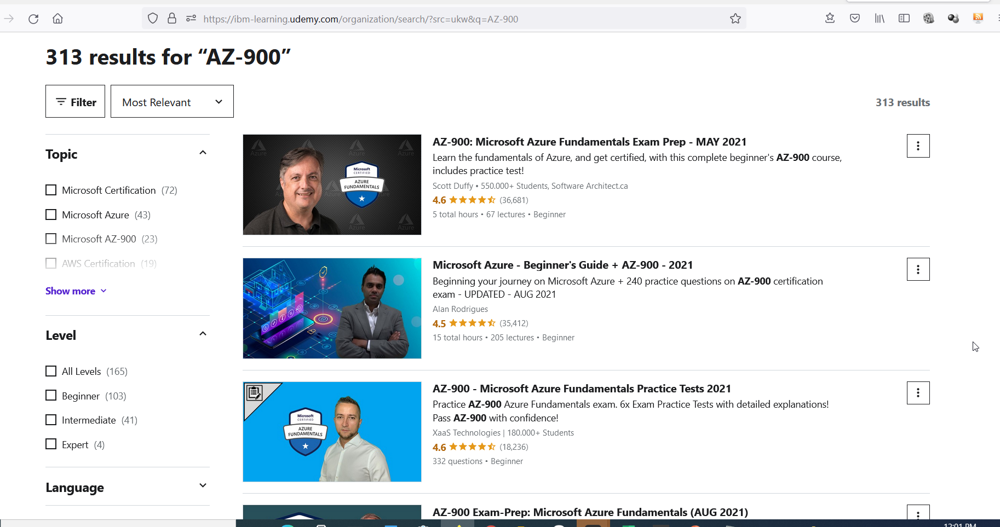 https://ibm-learning.udemy.com/organization/search/?src=ukw&q=AZ-900
313 results for “AZ-900”
Filter
Most Relevant
313 results
Topic
Microsoft Certification (72)
Microsoft Azure (43)
Microsoft AZ-900 (23)
AWS Certification (19)
Show more
Level
All Levels (165)
Beginner (103)
Intermediate (41)
Expert (4)
Language
Azure
Azure
Azure
Azure
Azure
Microsoft
CERTIFIED
AZURE
FUNDAMENTALS
AZ-900: Microsoft Azure Fundamentals Exam Prep - MAY 2021
Learn the fundamentals of Azure, and get certified, with this complete beginner's AZ-900 course,
includes practice test!
Scott Duffy • 550.000+ Students, Software Architect.ca
4.6 (36,681)
5 total hours • 67 lectures • Beginner
Microsoft Azure - Beginner's Guide + AZ-900 - 2021
Beginning your journey on Microsoft Azure + 240 practice questions on AZ-900 certification
exam - UPDATED - AUG 2021
Alan Rodrigues
4.5 (35,412)
15 total hours • 205 lectures • Beginner
Microsoft
CERTIFIED
AZURE
FUNDAMENTALS
AZ-900 - Microsoft Azure Fundamentals Practice Tests 2021
Practice AZ-900 Azure Fundamentals exam. 6x Exam Practice Tests with detailed explanations!
Pass AZ-900 with confidence!
XaaS Technologies | 180.000+ Students
4.6 (18,236)
332 questions • Beginner
AZ-900 Exam-Prep: Microsoft Azure Fundamentals (AUG 2021)
12:01 PM